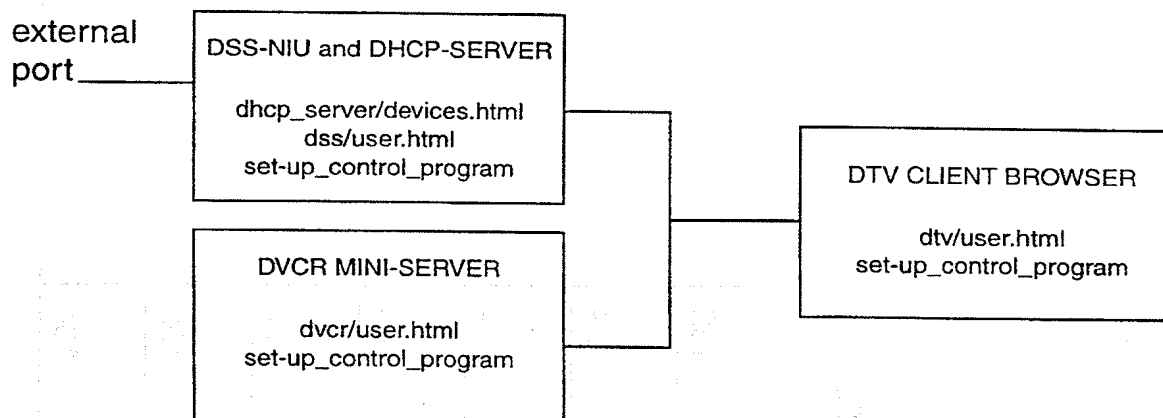 external
port
DSS-NIU and DHCP-SERVER
dhcp_server/devices.html
dss/user.html
set-up_control_program
DVCR MINI-SERVER
dvcr/user.html
set-up_control_program
DTV CLIENT BROWSER
dtv/user.html
set-up_control_program